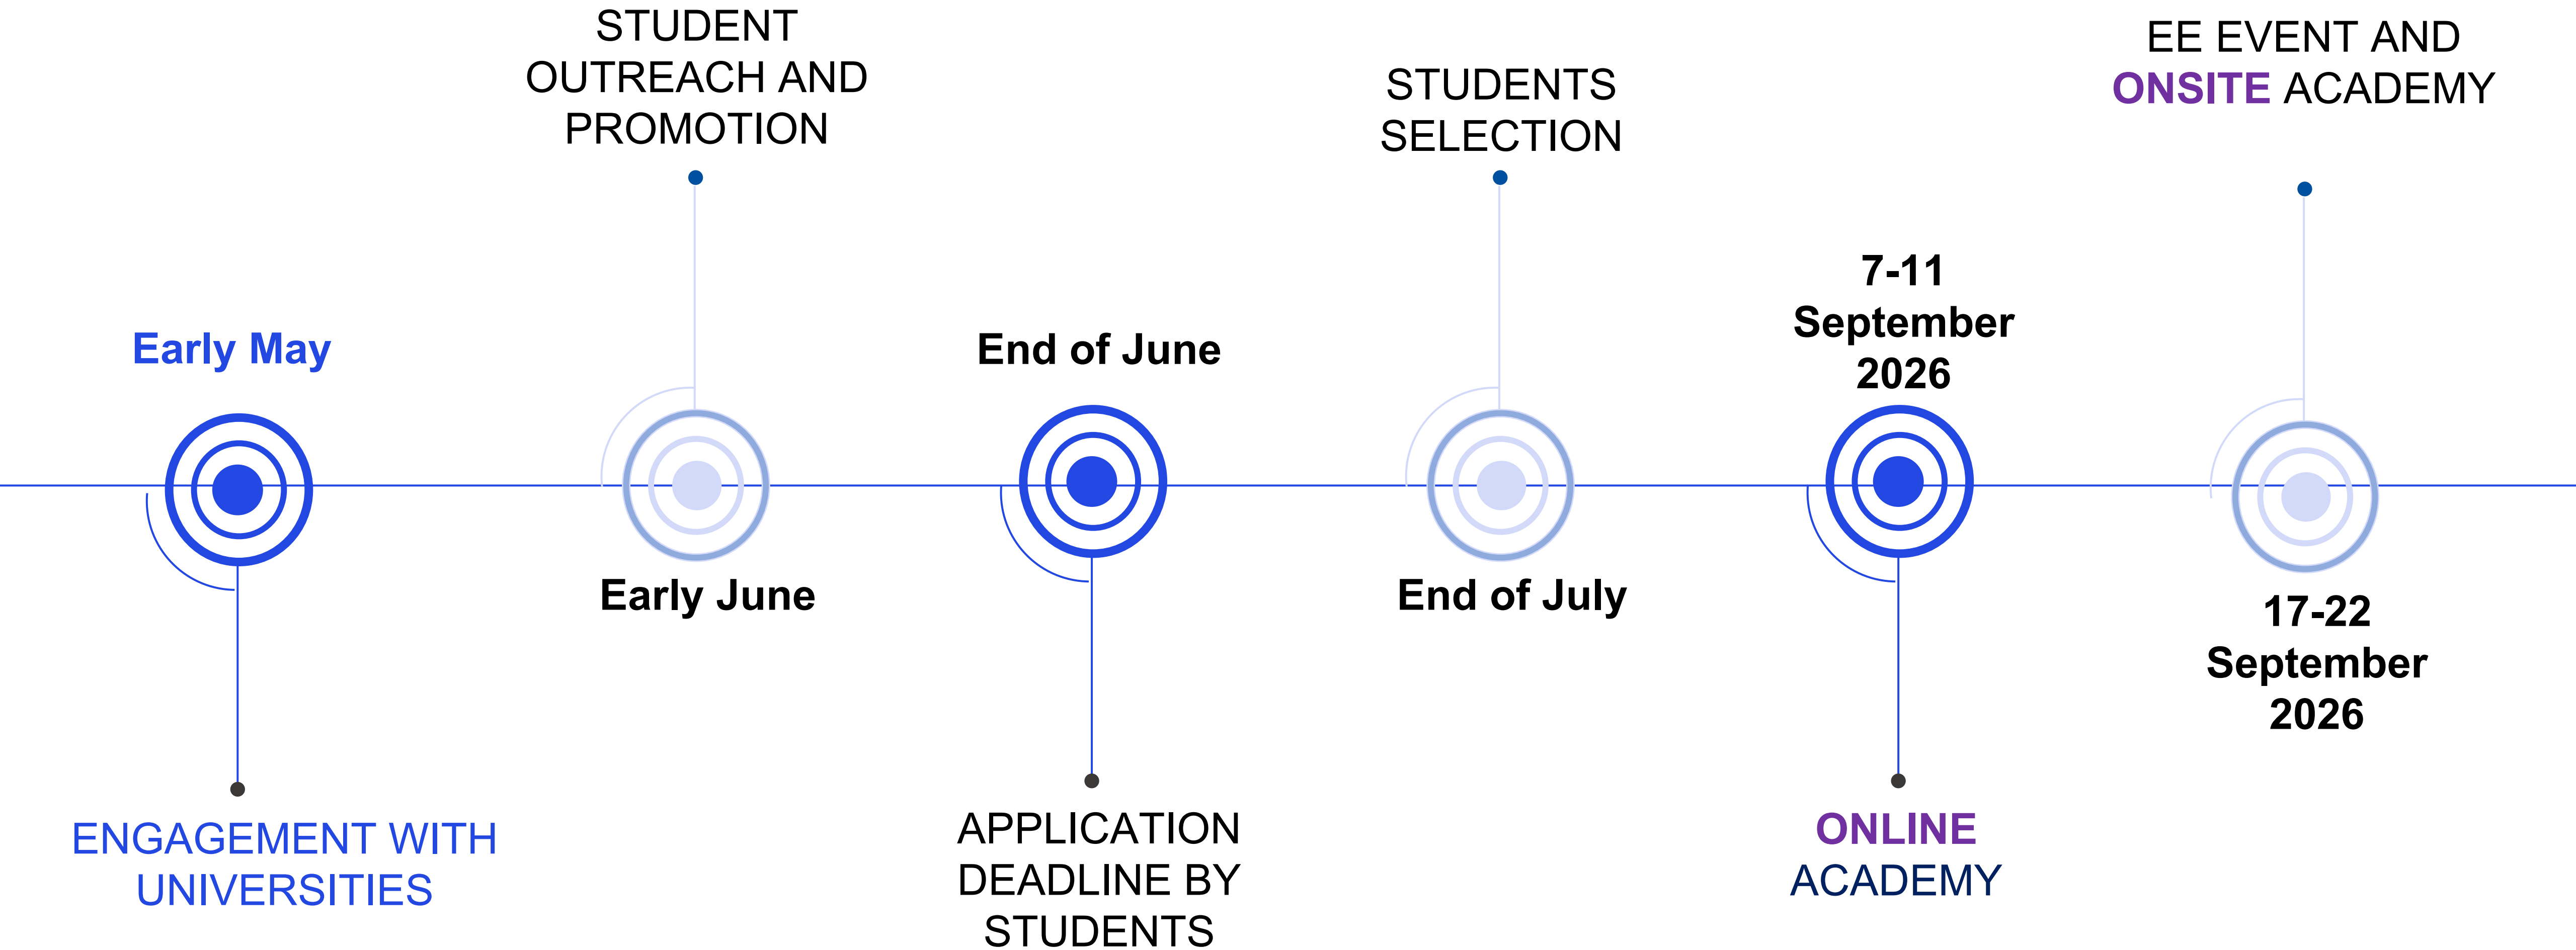 Early May
ENGAGEMENT WITH
UNIVERSITIES
STUDENT
OUTREACH AND
PROMOTION
Early June
End of June
APPLICATION
DEADLINE BY
STUDENTS
STUDENTS
SELECTION
End of July
7-11
September
2026
ONLINE
ACADEMY
EE EVENT AND
ONSITE ACADEMY
17-22
September
2026